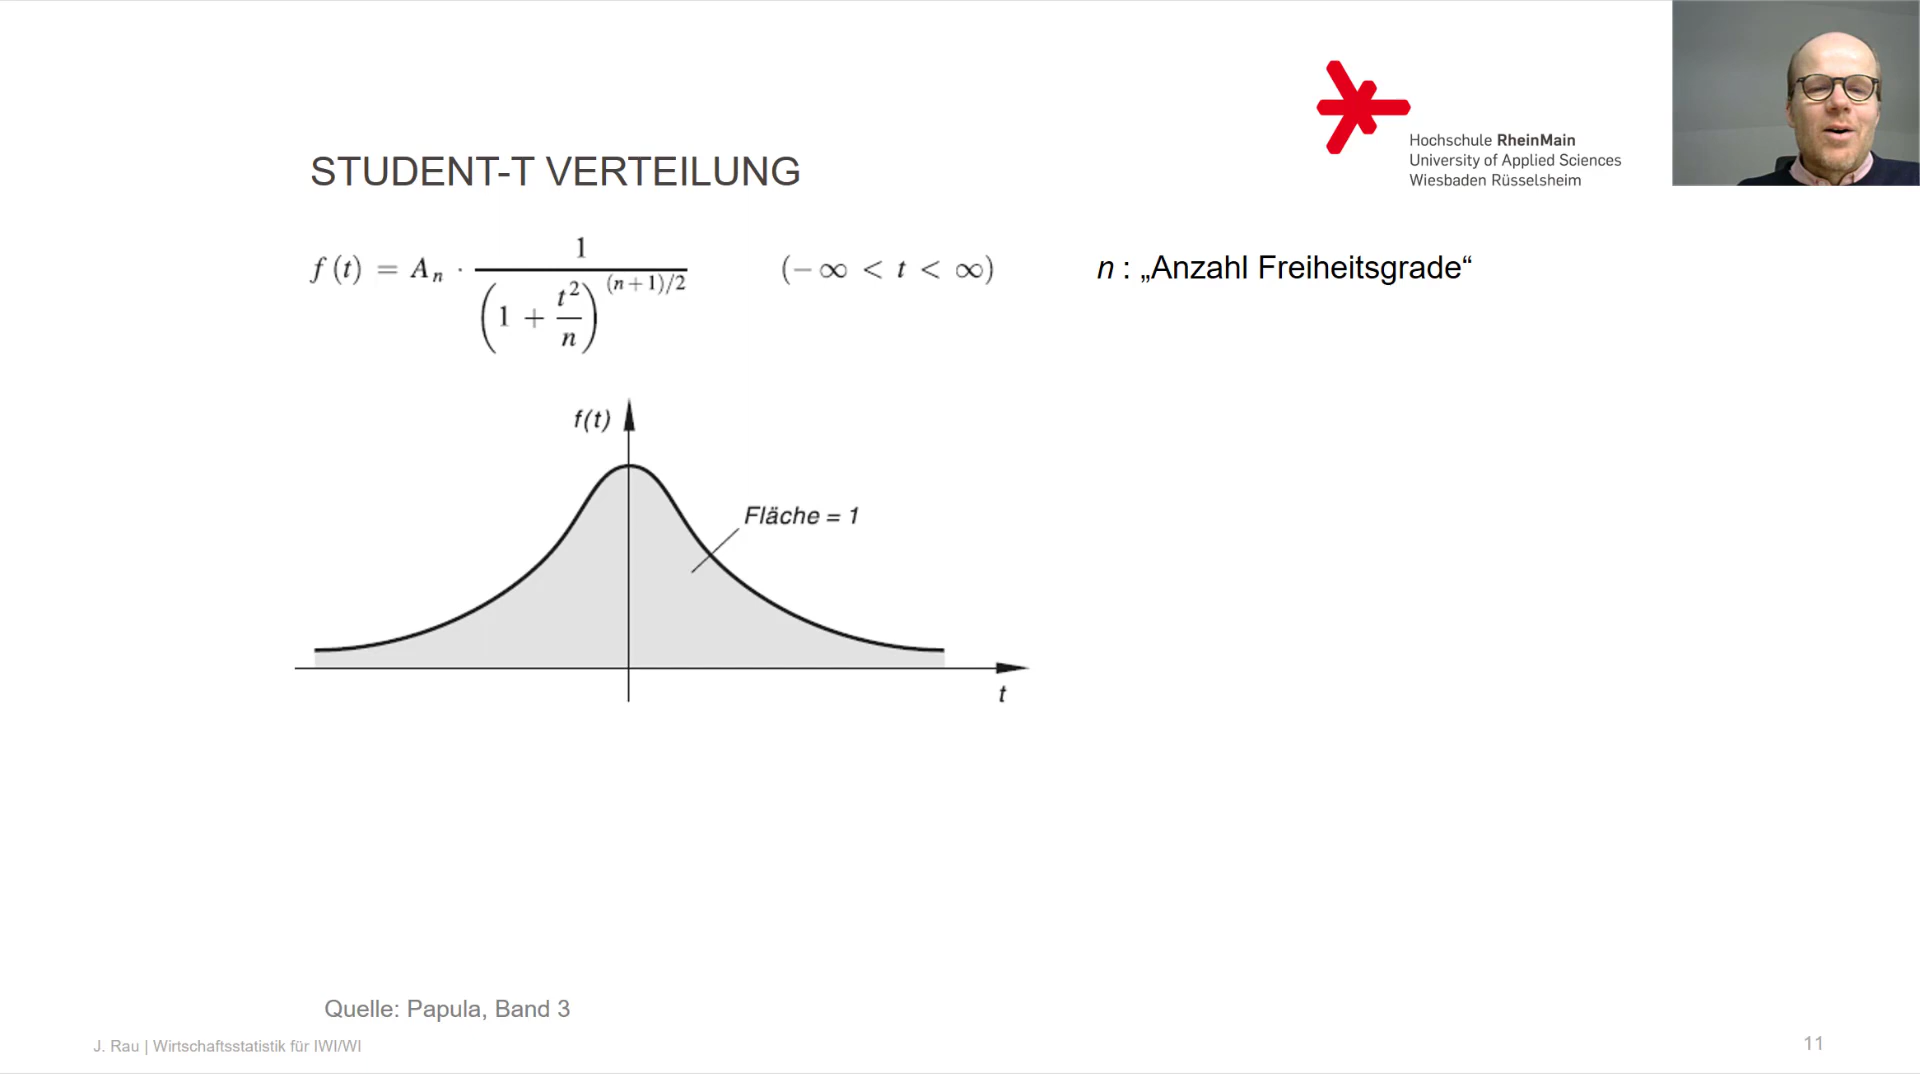 Hochschule RheinMain
University of Applied Sciences
Wiesbaden Rüsselsheim
STUDENT-T VERTEILUNG
f (t) = Aₙ · 1 / (1 + t²/n)^((n+1)/2) (−∞ < t < ∞) n : „Anzahl Freiheitsgrade“
f(t)
Fläche = 1
t
Quelle: Papula, Band 3
J. Rau | Wirtschaftsstatistik für IWI/WI
11